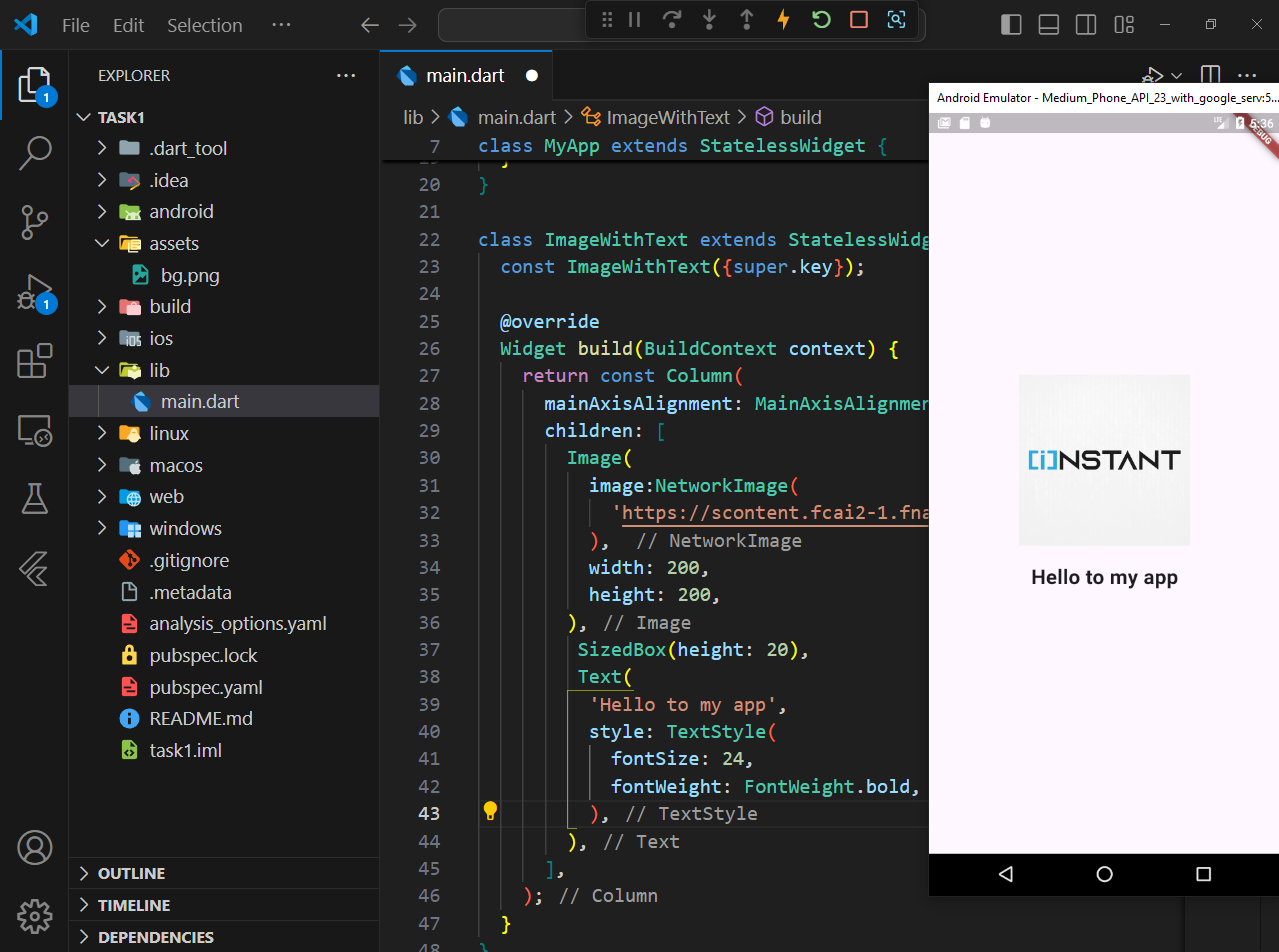 File Edit Selection ···
EXPLORER ···
TASK1
.dart_tool
.idea
android
assets
bg.png
build
ios
lib
main.dart
linux
macos
web
windows
.gitignore
.metadata
analysis_options.yaml
pubspec.lock
pubspec.yaml
README.md
task1.iml
OUTLINE
TIMELINE
DEPENDENCIES
1
1
main.dart
lib > main.dart > ImageWithText > build
7 class MyApp extends StatelessWidget {
20 }
21
22 class ImageWithText extends StatelessWidg
23 const ImageWithText({super.key});
24
25 @override
26 Widget build(BuildContext context) {
27 return const Column(
28 mainAxisAlignment: MainAxisAlignmen
29 children: [
30 Image(
31 image:NetworkImage(
32 'https://scontent.fcai2-1.fna
33 ), // NetworkImage
34 width: 200,
35 height: 200,
36 ), // Image
37 SizedBox(height: 20),
38 Text(
39 'Hello to my app',
40 style: TextStyle(
41 fontSize: 24,
42 fontWeight: FontWeight.bold,
43 ), // TextStyle
44 ), // Text
45 ],
46 ); // Column
47 }
48 }
Android Emulator - Medium_Phone_API_23_with_google_serv:5...
LTE 5:36
DEBUG
[i]NSTANT
Hello to my app